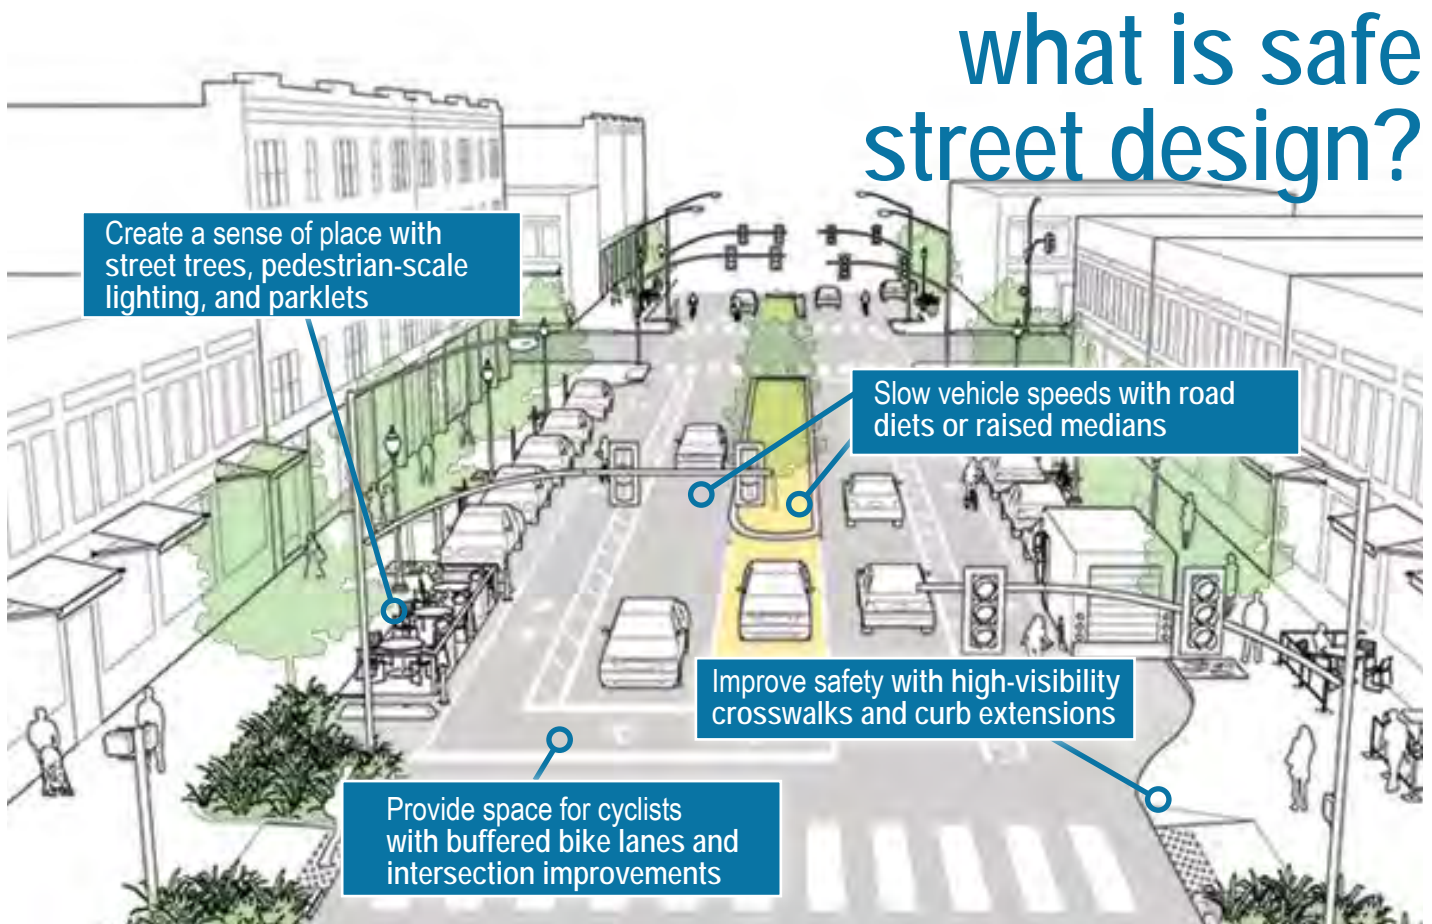 what is safe
street design?
Create a sense of place with
street trees, pedestrian-scale
lighting, and parklets
Slow vehicle speeds with road
diets or raised medians
Improve safety with high-visibility
crosswalks and curb extensions
Provide space for cyclists
with buffered bike lanes and
intersection improvements